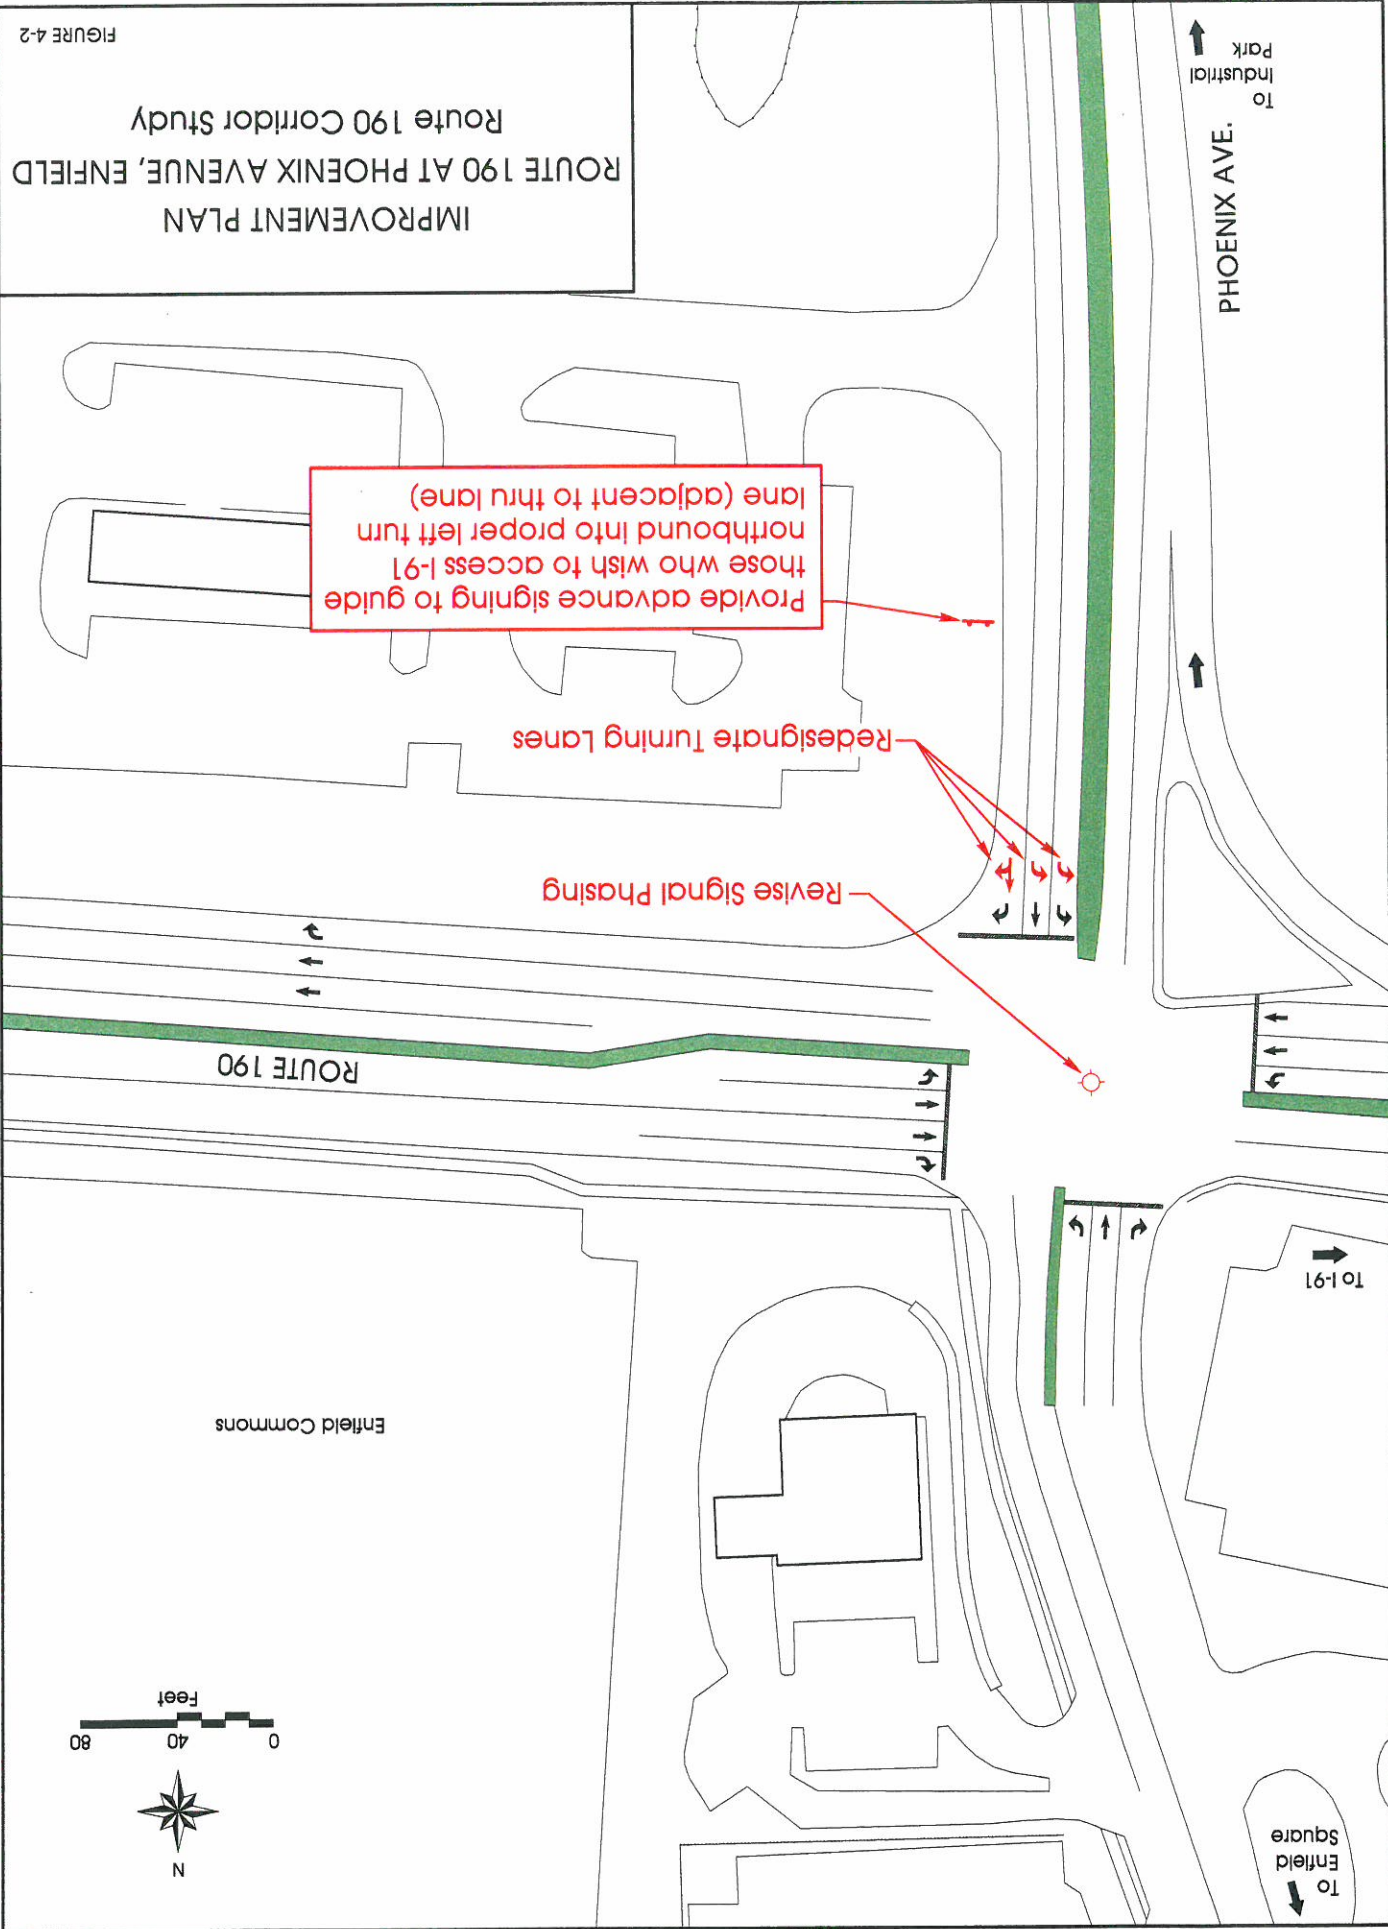 To
Enfield
Square
N
0 40 80
Feet
Enfield Commons
To I-91
ROUTE 190
Revise Signal Phasing
Redesignate Turning Lanes
Provide advance signing to guide
those who wish to access I-91
northbound into proper left turn
lane (adjacent to thru lane)
PHOENIX AVE.
To
Industrial
Park
IMPROVEMENT PLAN
ROUTE 190 AT PHOENIX AVENUE, ENFIELD
Route 190 Corridor Study
FIGURE 4-2